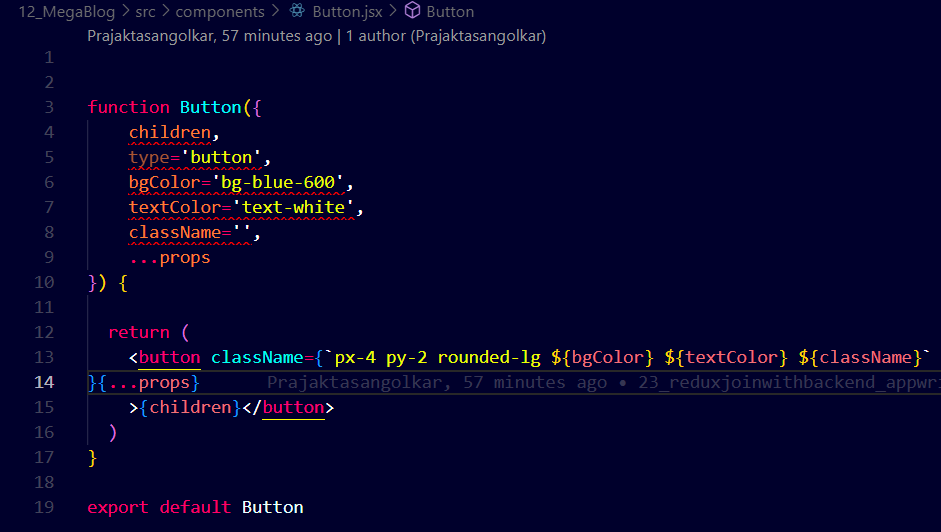 12_MegaBlog > src > components > Button.jsx > Button
Prajaktasangolkar, 57 minutes ago | 1 author (Prajaktasangolkar)
1
2
3 function Button({
4 children,
5 type='button',
6 bgColor='bg-blue-600',
7 textColor='text-white',
8 className='',
9 ...props
10 }) {
11
12 return (
13 <button className={`px-4 py-2 rounded-lg ${bgColor} ${textColor} ${className}`
14 }{...props} Prajaktasangolkar, 57 minutes ago • 23_reduxjoinwithbackend_appwri
15 >{children}</button>
16 )
17 }
18
19 export default Button